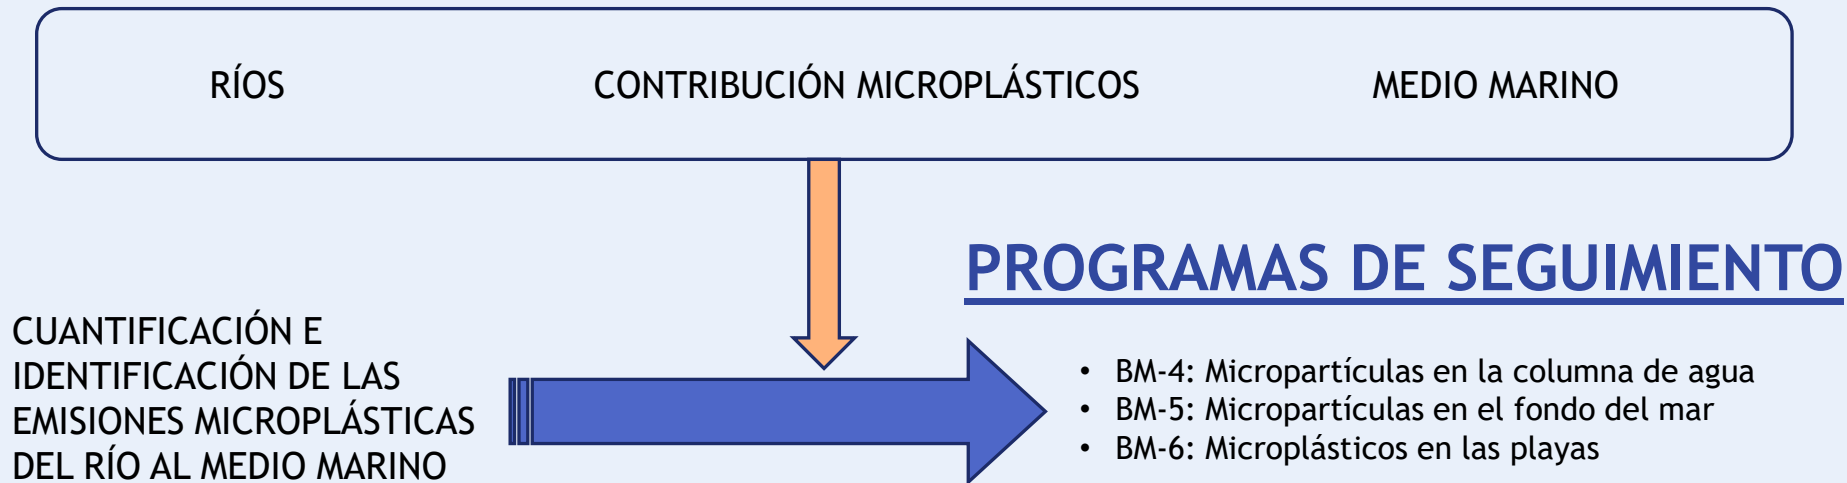 RÍOS CONTRIBUCIÓN MICROPLÁSTICOS MEDIO MARINO
PROGRAMAS DE SEGUIMIENTO
CUANTIFICACIÓN E
IDENTIFICACIÓN DE LAS
EMISIONES MICROPLÁSTICAS
DEL RÍO AL MEDIO MARINO
• BM-4: Micropartículas en la columna de agua
• BM-5: Micropartículas en el fondo del mar
• BM-6: Microplásticos en las playas